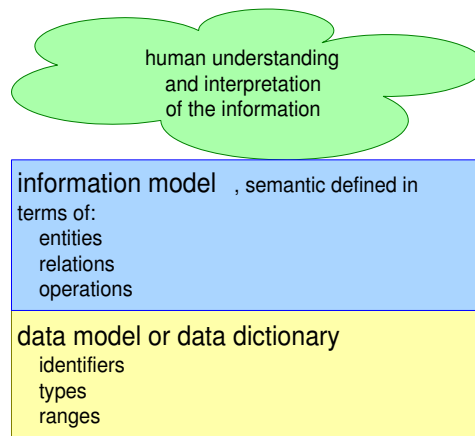 human understanding
and interpretation
of the information
information model , semantic defined in
terms of:
entities
relations
operations
data model or data dictionary
identifiers
types
ranges